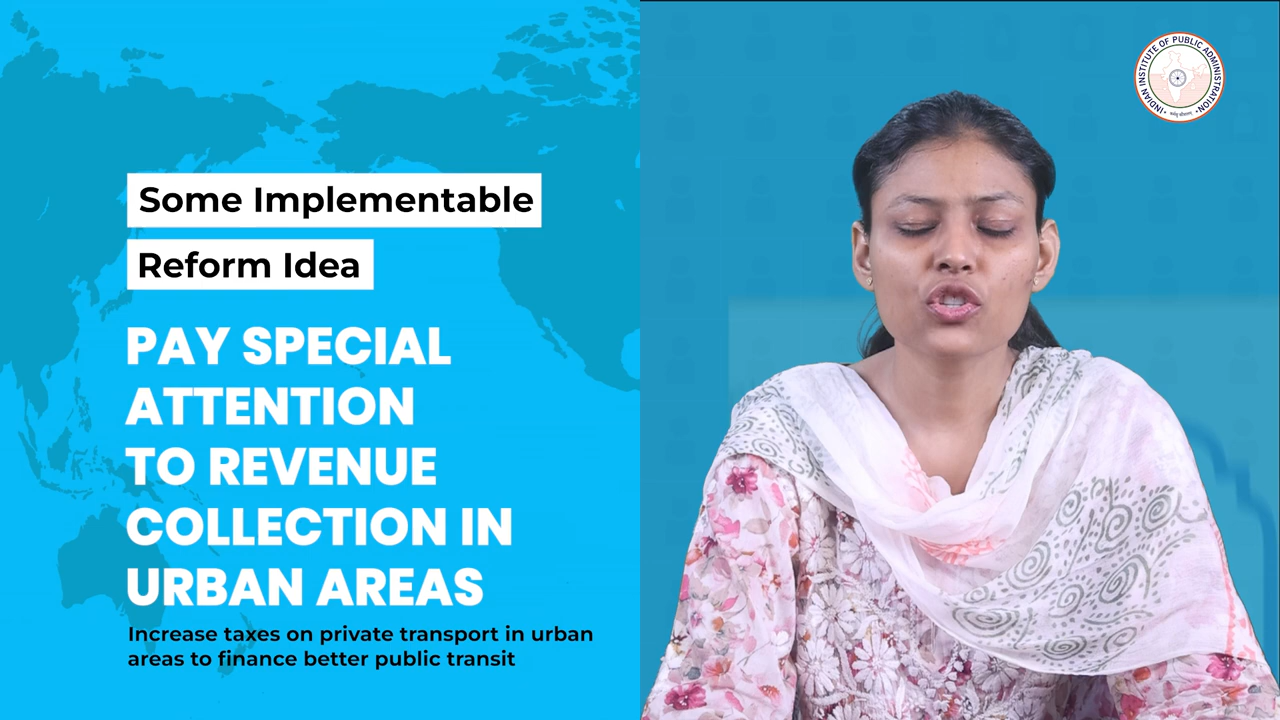 Some Implementable
Reform Idea
PAY SPECIAL
ATTENTION
TO REVENUE
COLLECTION IN
URBAN AREAS
Increase taxes on private transport in urban
areas to finance better public transit
INDIAN INSTITUTE OF PUBLIC ADMINISTRATION